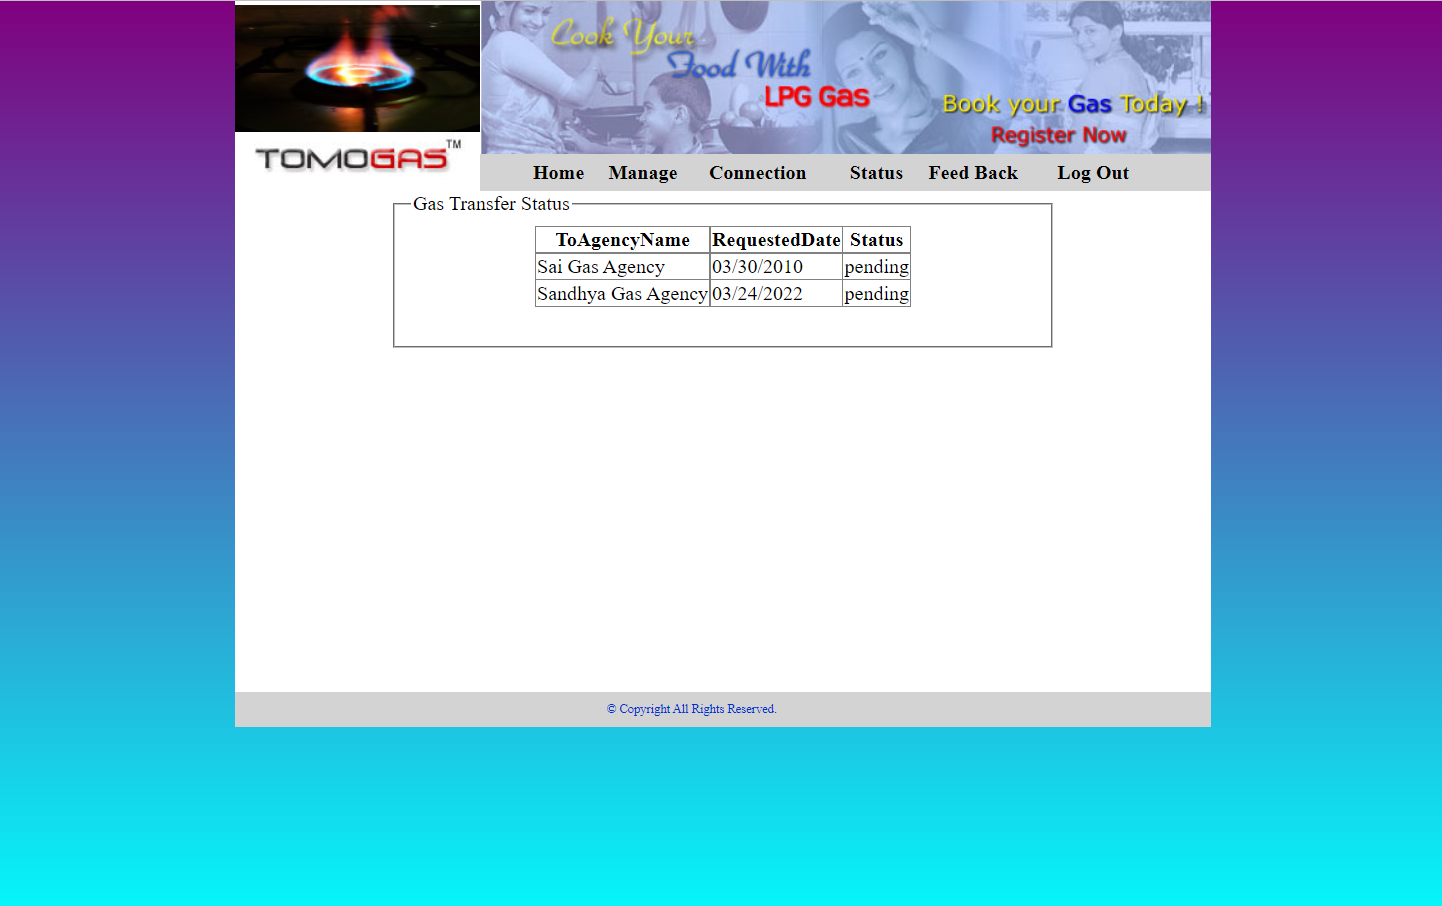 Cook Your
Food With
LPG Gas
Book your Gas Today !
Register Now
TOMOGAS™
Home Manage Connection Status Feed Back Log Out
Gas Transfer Status
ToAgencyName RequestedDate Status
Sai Gas Agency 03/30/2010 pending
Sandhya Gas Agency 03/24/2022 pending
© Copyright All Rights Reserved.